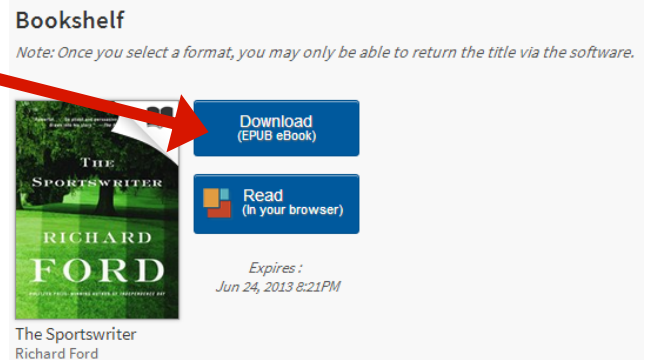 Bookshelf
Note: Once you select a format, you may only be able to return the title via the software.
Download
(EPUB eBook)
THE
SPORTSWRITER
RICHARD
FORD
Read
(In your browser)
Expires :
Jun 24, 2013 8:21PM
The Sportswriter
Richard Ford